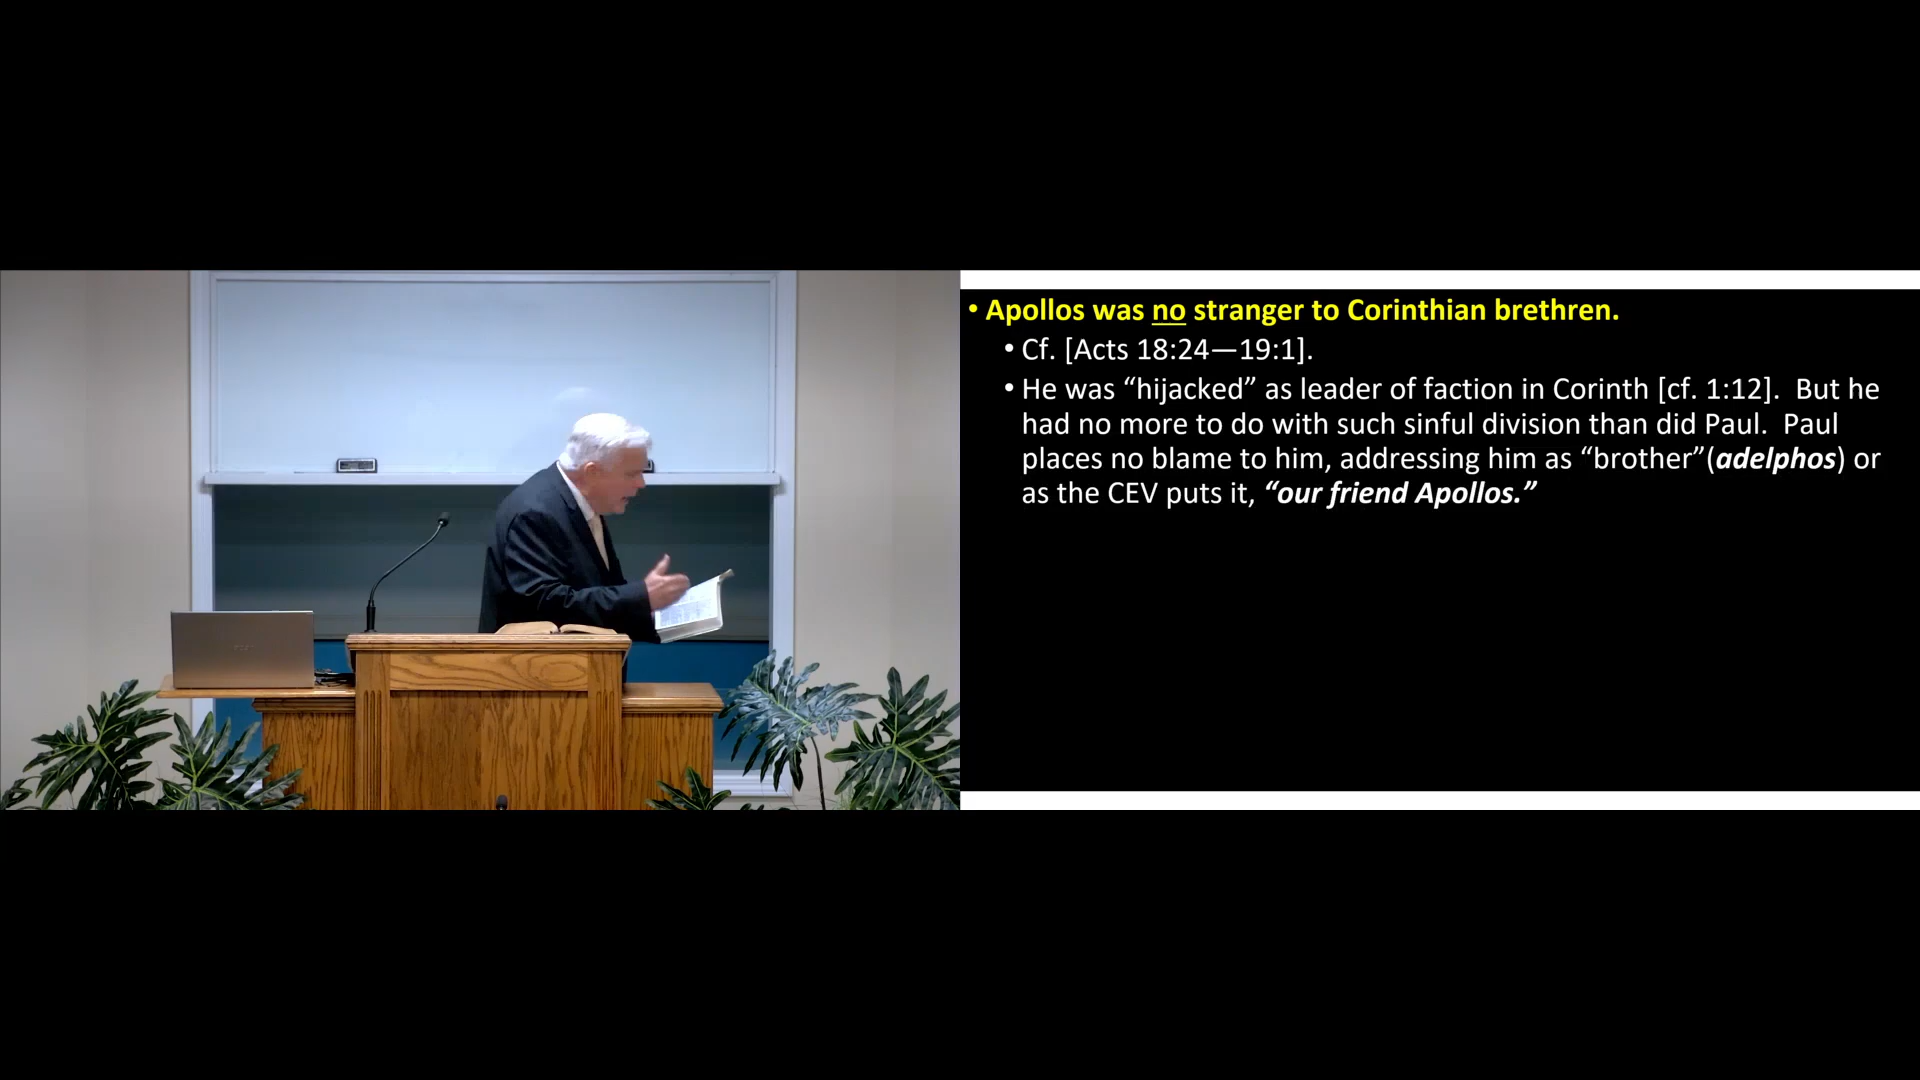 • Apollos was no stranger to Corinthian brethren.
• Cf. [Acts 18:24—19:1].
• He was “hijacked” as leader of faction in Corinth [cf. 1:12].  But he
had no more to do with such sinful division than did Paul.  Paul
places no blame to him, addressing him as “brother”(adelphos) or
as the CEV puts it, “our friend Apollos.”